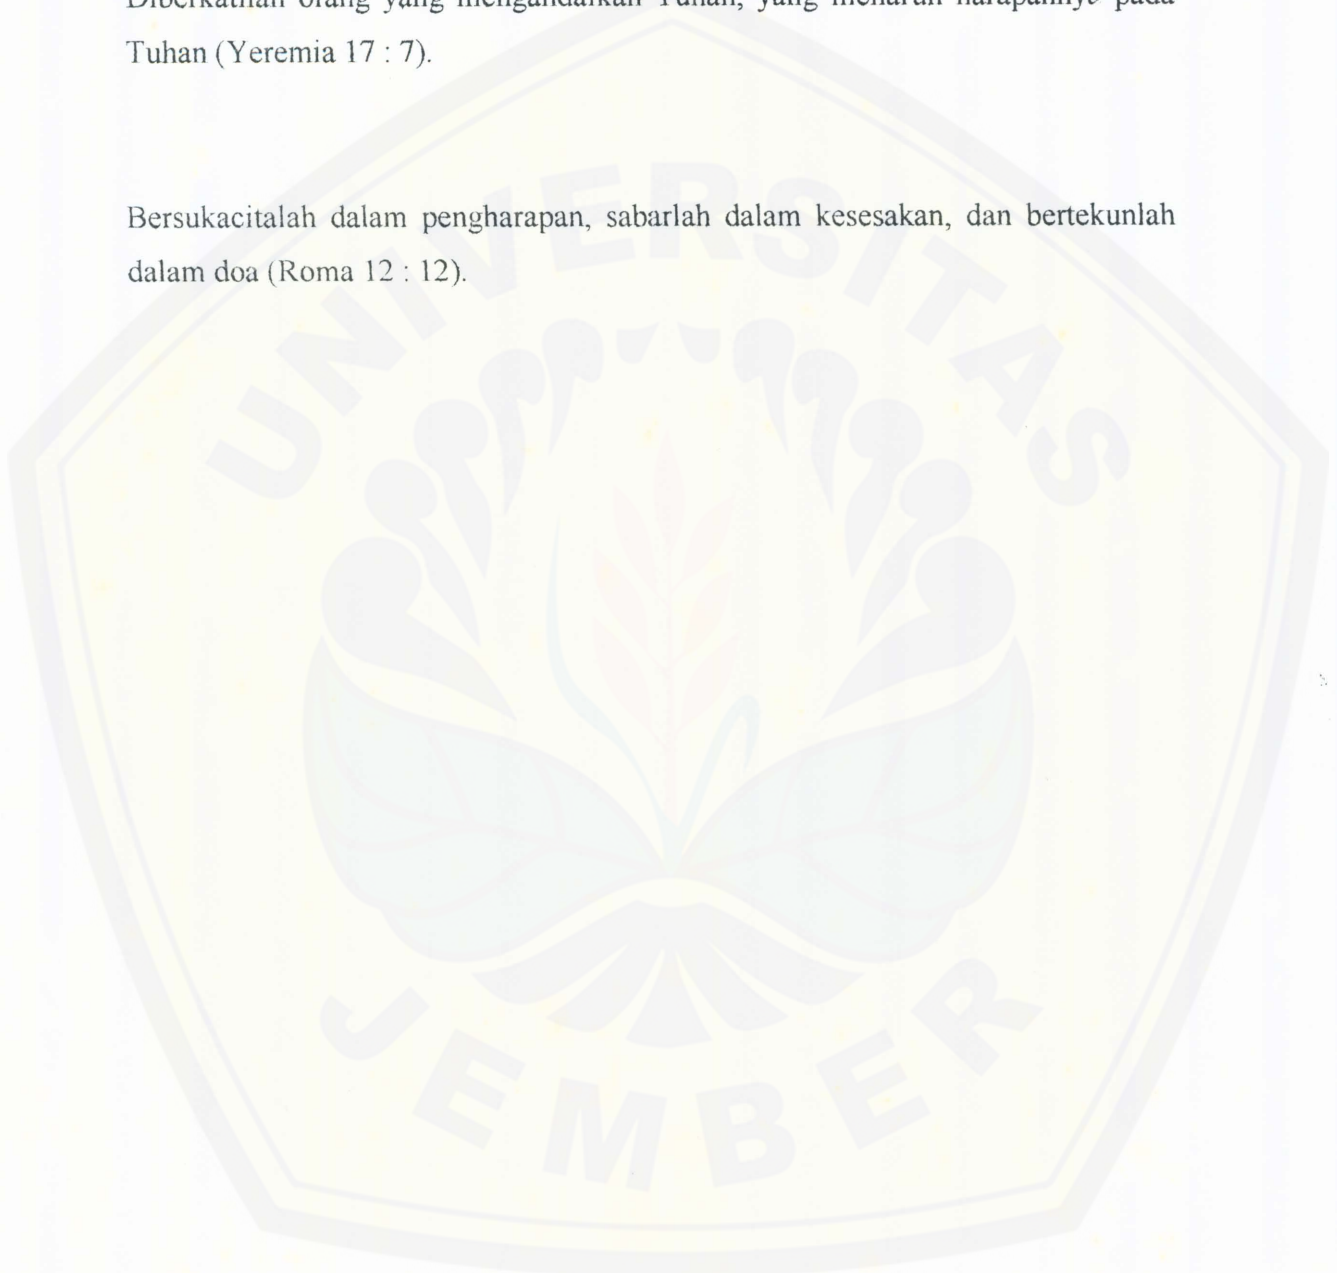 Diberkatilah orang yang mengandalkan Tuhan, yang menaruh harapannya pada
Tuhan (Yeremia 17 : 7).
Bersukacitalah dalam pengharapan, sabarlah dalam kesesakan, dan bertekunlah
dalam doa (Roma 12 : 12).
UNIVERSITAS
JEMBER